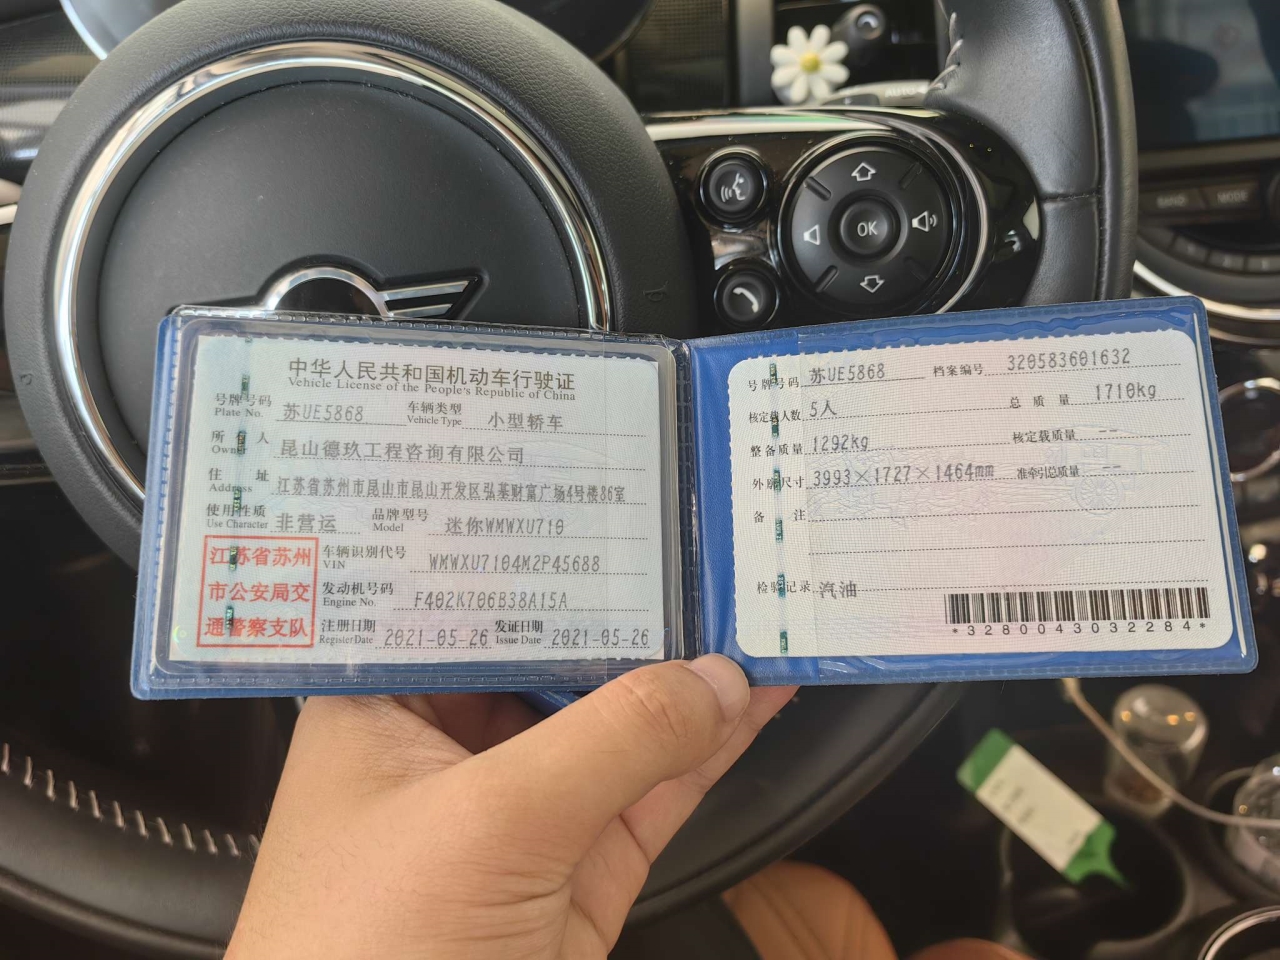 中华人民共和国机动车行驶证
Vehicle License of the People's Republic of China
号牌号码 苏UE5868 车辆类型 小型轿车
Plate No. Vehicle Type
所有人 昆山德玖工程咨询有限公司
Owner
住址 江苏省苏州市昆山市昆山开发区弘基财富广场4号楼86室
Address
使用性质 非营运 品牌型号 迷你WMWXU710
Use Character Model
江苏省苏州
市公安局交
通警察支队
车辆识别代号 WMWXU7104M2P45688
VIN
发动机号码 F402K706B38A15A
Engine No.
注册日期 2021-05-26 发证日期 2021-05-26
Register Date Issue Date
号牌号码 苏UE5868 档案编号 320583601632
核定载人数 5人 总质量 1710kg
整备质量 1292kg 核定载质量 --
外廓尺寸 3993×1727×1464mm 准牵引总质量 --
备注
检验记录 汽油
*3280043032284*
OK
AUTO
BAND
MODE